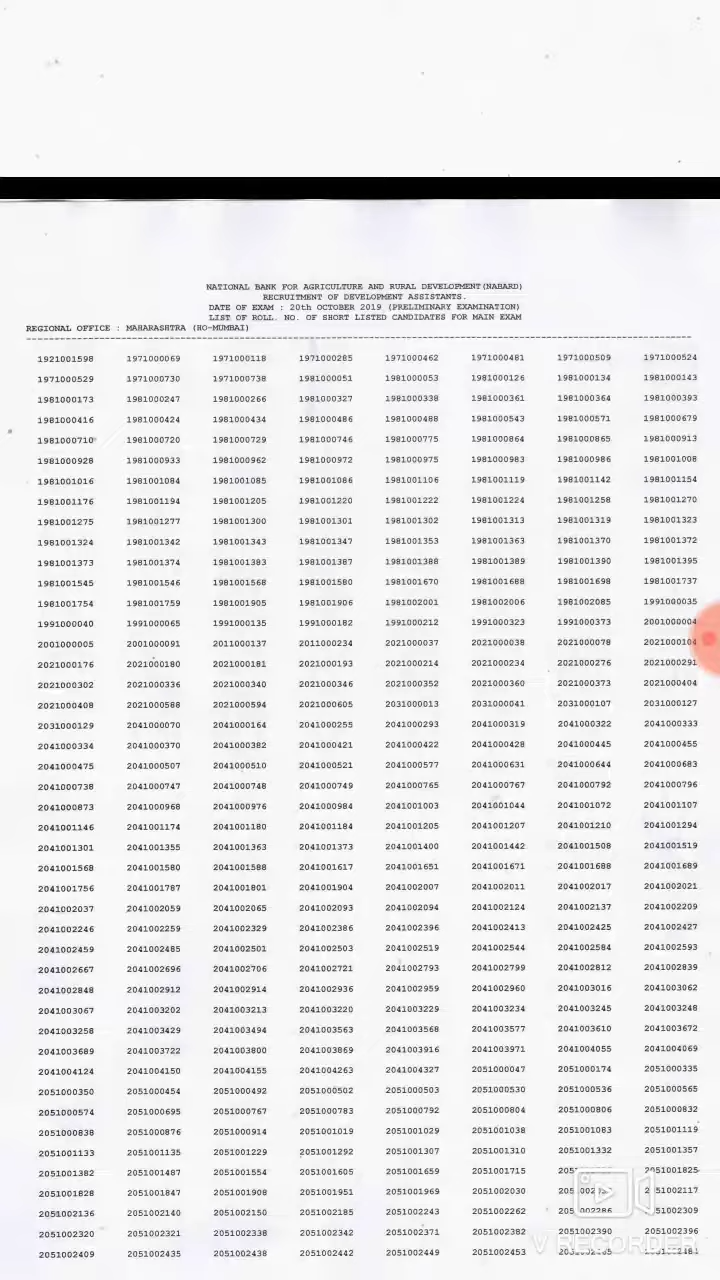 NATIONAL BANK FOR AGRICULTURE AND RURAL DEVELOPMENT(NABARD)
RECRUITMENT OF DEVELOPMENT ASSISTANTS.
DATE OF EXAM : 20th OCTOBER 2019 (PRELIMINARY EXAMINATION)
LIST OF ROLL. NO. OF SHORT LISTED CANDIDATES FOR MAIN EXAM
REGIONAL OFFICE : MAHARASHTRA (HO-MUMBAI)
1921001598 1971000069 1971000118 1971000285 1971000462 1971000481 1971000509 1971000524
1971000529 1971000730 1971000738 1981000051 1981000053 1981000126 1981000134 1981000143
1981000173 1981000247 1981000266 1981000327 1981000338 1981000361 1981000364 1981000393
1981000416 1981000424 1981000434 1981000486 1981000488 1981000543 1981000571 1981000679
1981000710 1981000720 1981000729 1981000746 1981000775 1981000864 1981000865 1981000913
1981000928 1981000933 1981000962 1981000972 1981000975 1981000983 1981000986 1981001008
1981001016 1981001084 1981001085 1981001086 1981001106 1981001119 1981001142 1981001154
1981001176 1981001194 1981001205 1981001220 1981001222 1981001224 1981001258 1981001270
1981001275 1981001277 1981001300 1981001301 1981001302 1981001313 1981001319 1981001323
1981001324 1981001342 1981001343 1981001347 1981001353 1981001363 1981001370 1981001372
1981001373 1981001374 1981001383 1981001387 1981001388 1981001389 1981001390 1981001395
1981001545 1981001546 1981001568 1981001580 1981001670 1981001688 1981001698 1981001737
1981001754 1981001759 1981001905 1981001906 1981002001 1981002006 1981002085 1991000035
1991000040 1991000065 1991000135 1991000182 1991000212 1991000323 1991000373 2001000004
2001000005 2001000091 2011000137 2011000234 2021000037 2021000038 2021000078 2021000104
2021000176 2021000180 2021000181 2021000193 2021000214 2021000234 2021000276 2021000291
2021000302 2021000336 2021000340 2021000346 2021000352 2021000360 2021000373 2021000404
2021000408 2021000588 2021000594 2021000605 2031000013 2031000041 2031000107 2031000127
2031000129 2041000070 2041000164 2041000255 2041000293 2041000319 2041000322 2041000333
2041000334 2041000370 2041000382 2041000421 2041000422 2041000428 2041000445 2041000455
2041000475 2041000507 2041000510 2041000521 2041000577 2041000631 2041000644 2041000683
2041000738 2041000747 2041000748 2041000749 2041000765 2041000767 2041000792 2041000796
2041000873 2041000968 2041000976 2041000984 2041001003 2041001044 2041001072 2041001107
2041001146 2041001174 2041001180 2041001184 2041001205 2041001207 2041001210 2041001294
2041001301 2041001355 2041001363 2041001373 2041001400 2041001442 2041001508 2041001519
2041001568 2041001580 2041001588 2041001617 2041001651 2041001671 2041001688 2041001689
2041001756 2041001787 2041001801 2041001904 2041002007 2041002011 2041002017 2041002021
2041002037 2041002059 2041002065 2041002093 2041002094 2041002124 2041002137 2041002209
2041002246 2041002259 2041002329 2041002386 2041002396 2041002413 2041002425 2041002427
2041002459 2041002485 2041002501 2041002503 2041002519 2041002544 2041002584 2041002593
2041002667 2041002696 2041002706 2041002721 2041002793 2041002799 2041002812 2041002839
2041002848 2041002912 2041002914 2041002936 2041002959 2041002960 2041003016 2041003062
2041003067 2041003202 2041003213 2041003220 2041003229 2041003234 2041003245 2041003248
2041003258 2041003429 2041003494 2041003563 2041003568 2041003577 2041003610 2041003672
2041003689 2041003722 2041003800 2041003869 2041003916 2041003971 2041004055 2041004069
2041004124 2041004150 2041004155 2041004263 2041004327 2051000047 2051000174 2051000335
2051000350 2051000454 2051000492 2051000502 2051000503 2051000530 2051000536 2051000565
2051000574 2051000695 2051000767 2051000783 2051000792 2051000804 2051000806 2051000832
2051000838 2051000876 2051000914 2051001019 2051001029 2051001038 2051001083 2051001119
2051001133 2051001135 2051001229 2051001292 2051001307 2051001310 2051001332 2051001357
2051001382 2051001487 2051001554 2051001605 2051001659 2051001715 2051001825
2051001828 2051001847 2051001908 2051001951 2051001969 2051002030 2051002117
2051002136 2051002140 2051002150 2051002185 2051002243 2051002262 2051002286 2051002309
2051002320 2051002321 2051002338 2051002342 2051002371 2051002382 2051002390 2051002396
2051002409 2051002435 2051002438 2051002442 2051002449 2051002453
V RECORDER